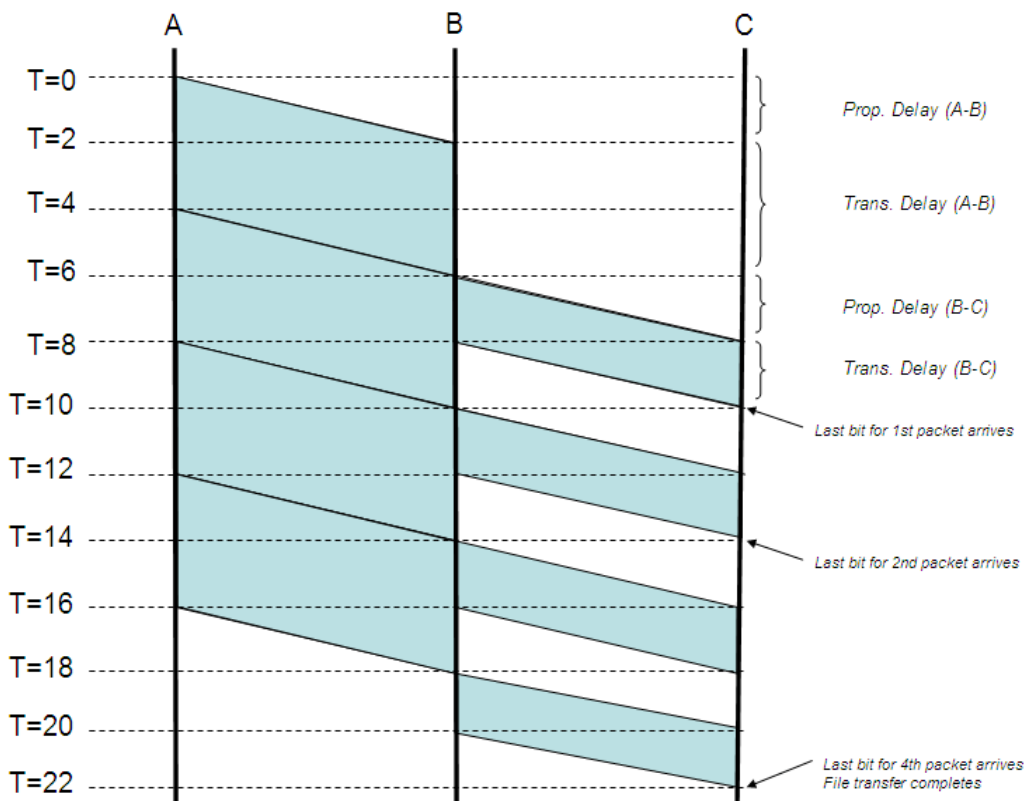 A B C
T=0
Prop. Delay (A-B)
T=2
Trans. Delay (A-B)
T=4
T=6
Prop. Delay (B-C)
T=8
Trans. Delay (B-C)
T=10
Last bit for 1st packet arrives
T=12
T=14
Last bit for 2nd packet arrives
T=16
T=18
T=20
Last bit for 4th packet arrives
T=22
File transfer completes